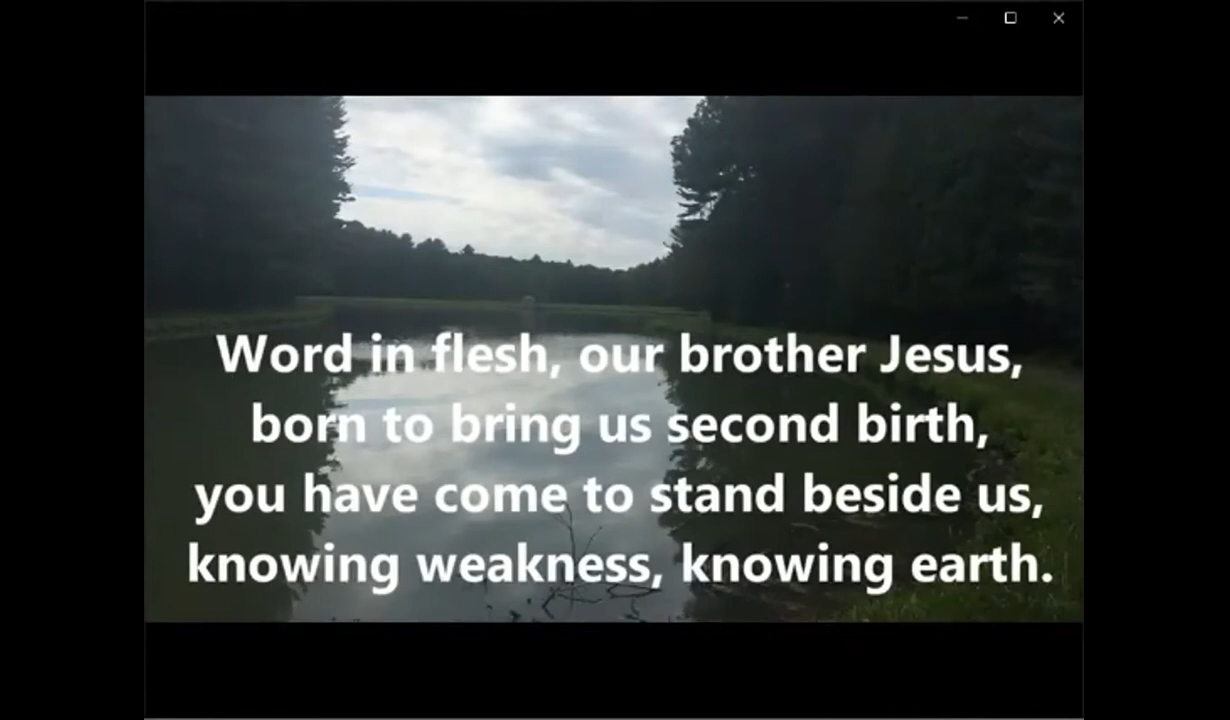 Word in flesh, our brother Jesus,
born to bring us second birth,
you have come to stand beside us,
knowing weakness, knowing earth.